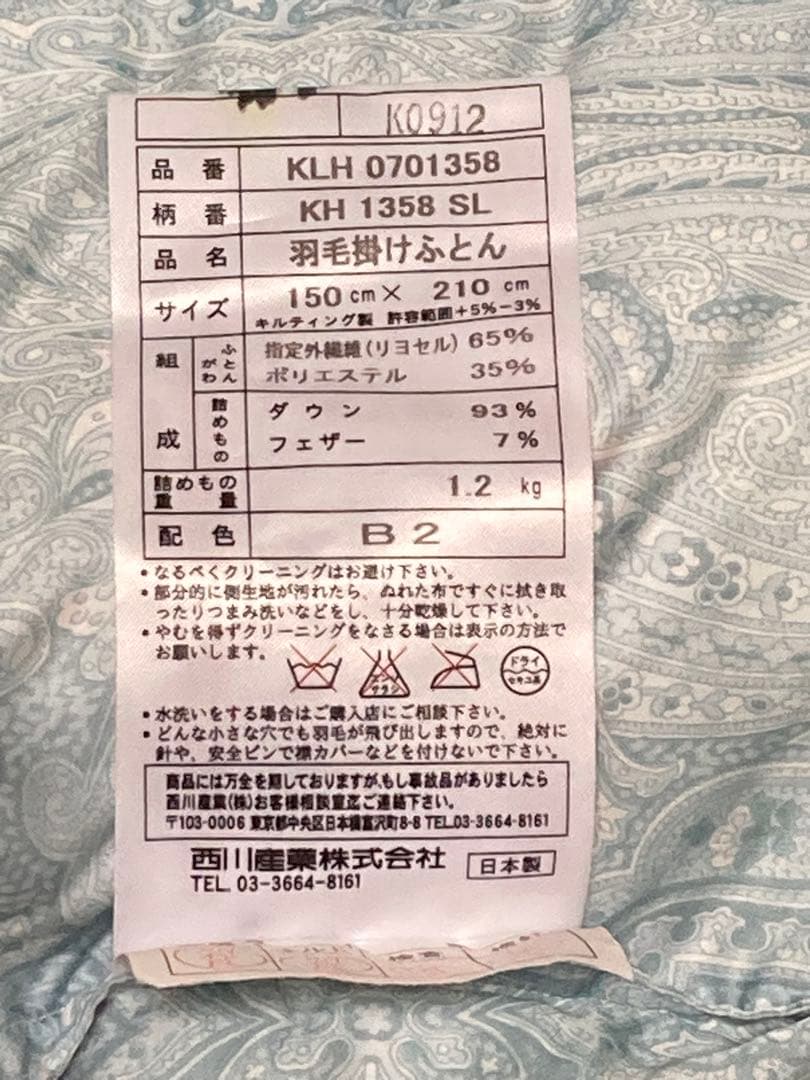 K0912
品番 KLH 0701358
柄番 KH 1358 SL
品名 羽毛掛けふとん
サイズ 150cm× 210cm
キルティング製 許容範囲+5%-3%
組成 ふとんがわ 指定外繊維(リヨセル) 65%
ポリエステル 35%
詰めもの ダウン 93%
フェザー 7%
詰めもの重量 1.2 kg
配色 B2
・なるべくクリーニングはお避け下さい。
・部分的に側生地が汚れたら、ぬれた布ですぐに拭き取
ったりつまみ洗いなどをし、十分乾燥して下さい。
・やむを得ずクリーニングをなさる場合は表示の方法で
お願いします。
エンソサラシ
ドライ
セキユ系
・水洗いをする場合はご購入店にご相談下さい。
・どんな小さな穴でも羽毛が飛び出しますので、絶対に
針や、安全ピンで襟カバーなどを付けないで下さい。
商品には万全を期しておりますが、もし事故品がありましたら
西川産業(株)お客様相談室迄ご連絡下さい。
〒103-0006 東京都中央区日本橋富沢町8-8 TEL.03-3664-8161
西川産業株式会社
日本製
TEL. 03-3664-8161